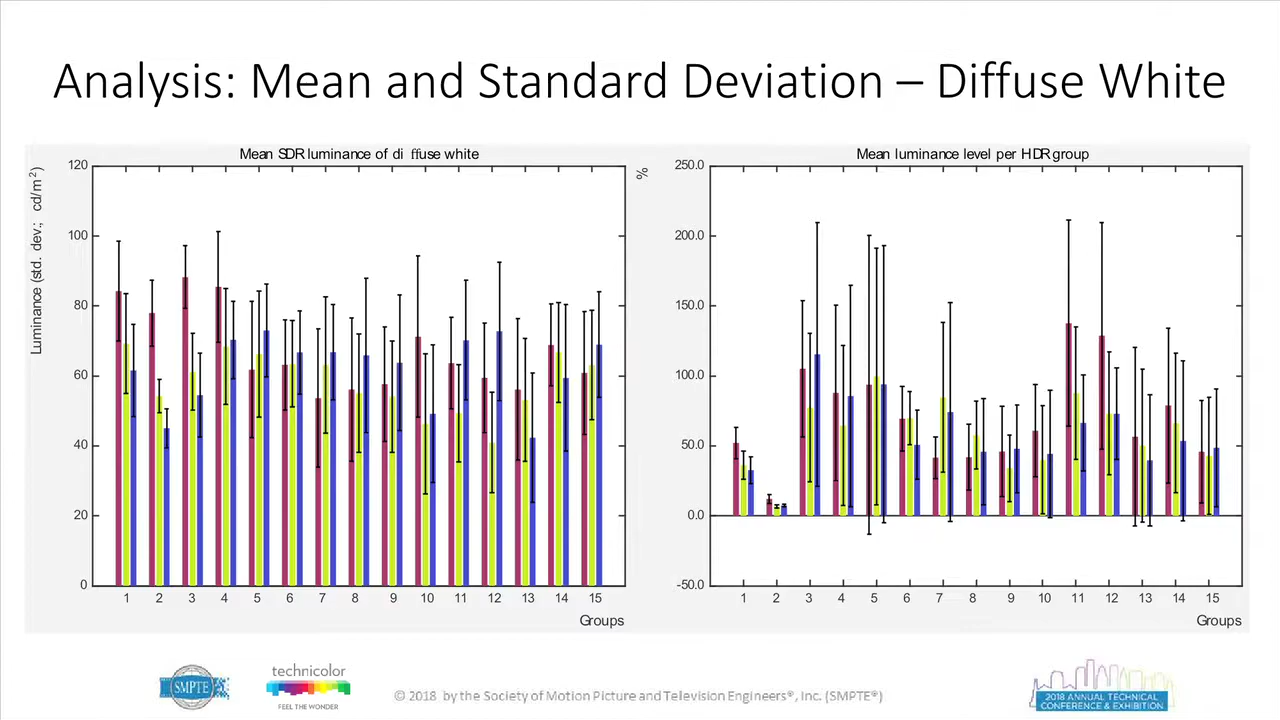 Analysis: Mean and Standard Deviation – Diffuse White
Mean SDR luminance of di ffuse white
Luminance (std. dev.; cd/m²)
120
100
80
60
40
20
0
1 2 3 4 5 6 7 8 9 10 11 12 13 14 15
Groups
Mean luminance level per HDR group
%
250.0
200.0
150.0
100.0
50.0
0.0
-50.0
1 2 3 4 5 6 7 8 9 10 11 12 13 14 15
Groups
SMPTE
technicolor
FEEL THE WONDER
© 2018 by the Society of Motion Picture and Television Engineers®, Inc. (SMPTE®)
2018 ANNUAL TECHNICAL
CONFERENCE & EXHIBITION